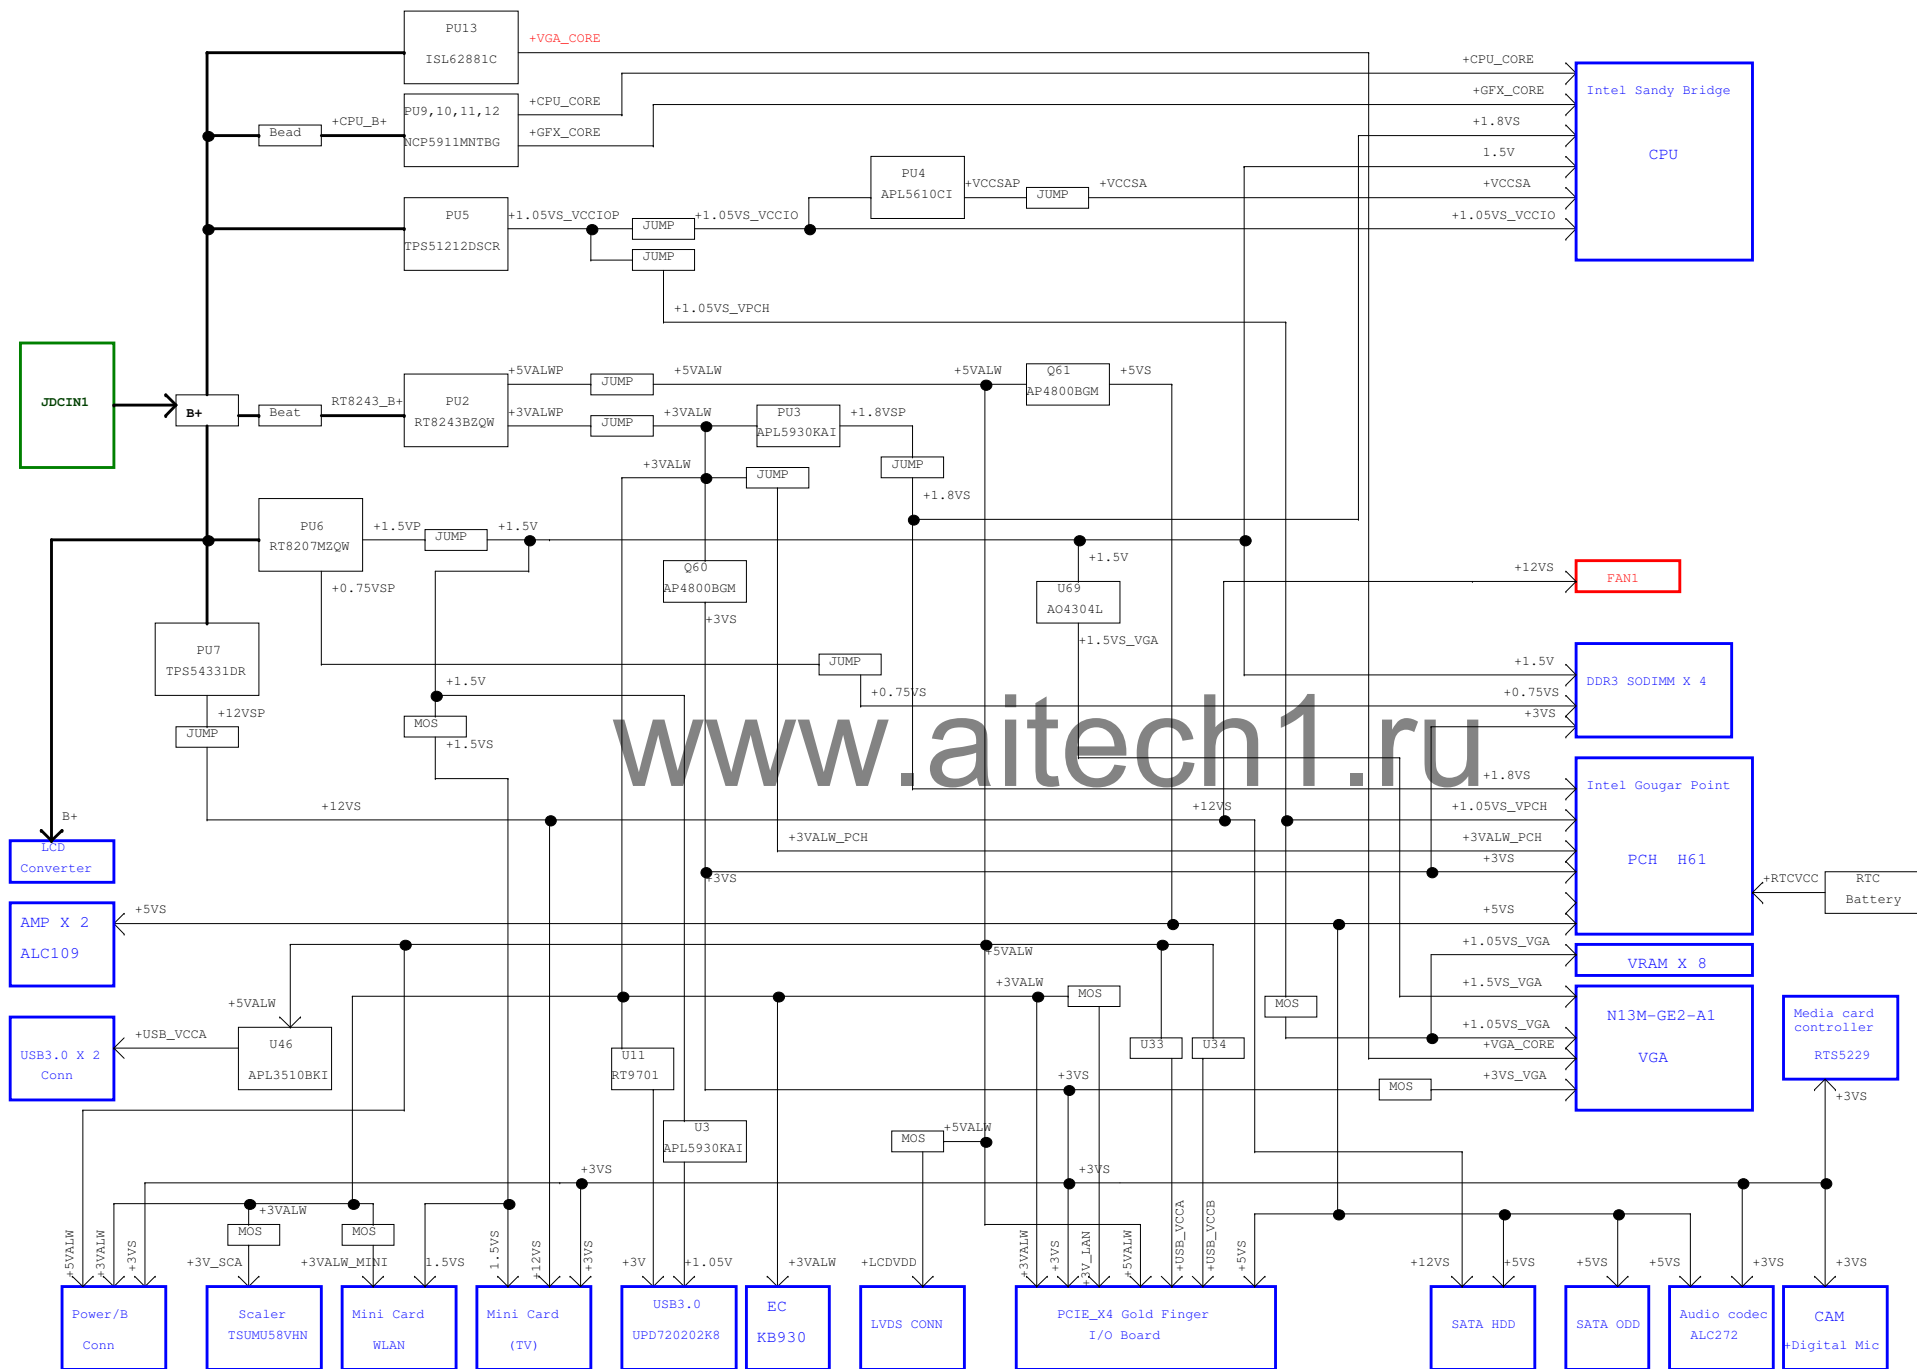 PU13
ISL62881C
+VGA_CORE
+CPU_CORE
Intel Sandy Bridge
CPU
+GFX_CORE
+1.8VS
1.5V
+VCCSA
+1.05VS_VCCIO
Bead
+CPU_B+
PU9,10,11,12
NCP5911MNTBG
+CPU_CORE
+GFX_CORE
PU4
APL5610CI
+VCCSAP
JUMP
+VCCSA
PU5
TPS51212DSCR
+1.05VS_VCCIOP
JUMP
+1.05VS_VCCIO
JUMP
+1.05VS_VPCH
JDCIN1
B+
Beat
RT8243_B+
PU2
RT8243BZQW
+5VALWP
JUMP
+5VALW
+5VALW
Q61
AP4800BGM
+5VS
+3VALWP
JUMP
+3VALW
PU3
APL5930KAI
+1.8VSP
+3VALW
JUMP
JUMP
+1.8VS
PU6
RT8207MZQW
+1.5VP
JUMP
+1.5V
+0.75VSP
Q60
AP4800BGM
+3VS
+1.5V
U69
AO4304L
+1.5VS_VGA
+12VS
FAN1
PU7
TPS54331DR
+12VSP
JUMP
JUMP
+0.75VS
+1.5V
MOS
+1.5VS
+1.5V
+0.75VS
+3VS
DDR3 SODIMM X 4
www.aitech1.ru
+12VS
+12VS
+3VALW_PCH
+3VS
+1.8VS
+1.05VS_VPCH
+3VALW_PCH
+3VS
+5VS
Intel Gougar Point
PCH H61
+RTCVCC
RTC
Battery
B+
LCD
Converter
AMP X 2
ALC109
+5VS
+5VALW
+1.05VS_VGA
VRAM X 8
+3VALW
MOS
MOS
+1.5VS_VGA
+1.05VS_VGA
+VGA_CORE
+3VS_VGA
N13M-GE2-A1
VGA
Media card
controller
RTS5229
+3VS
USB3.0 X 2
Conn
+USB_VCCA
+5VALW
U46
APL3510BKI
U11
RT9701
U33
U34
+3VS
MOS
U3
APL5930KAI
MOS
+5VALW
+3VS
+3VS
+3VALW
MOS
MOS
+5VALW
+3VALW
+3VS
+3V_SCA
+3VALW_MINI
1.5VS
1.5VS
+12VS
+3VS
+3V
+1.05V
+3VALW
+LCDVDD
+3VALW
+3VS
+3V_LAN
+5VALW
+USB_VCCA
+USB_VCCB
+5VS
+12VS
+5VS
+5VS
+5VS
+3VS
+3VS
Power/B
Conn
Scaler
TSUMU58VHN
Mini Card
WLAN
Mini Card
(TV)
USB3.0
UPD720202K8
EC
KB930
LVDS CONN
PCIE_X4 Gold Finger
I/O Board
SATA HDD
SATA ODD
Audio codec
ALC272
CAM
+Digital Mic